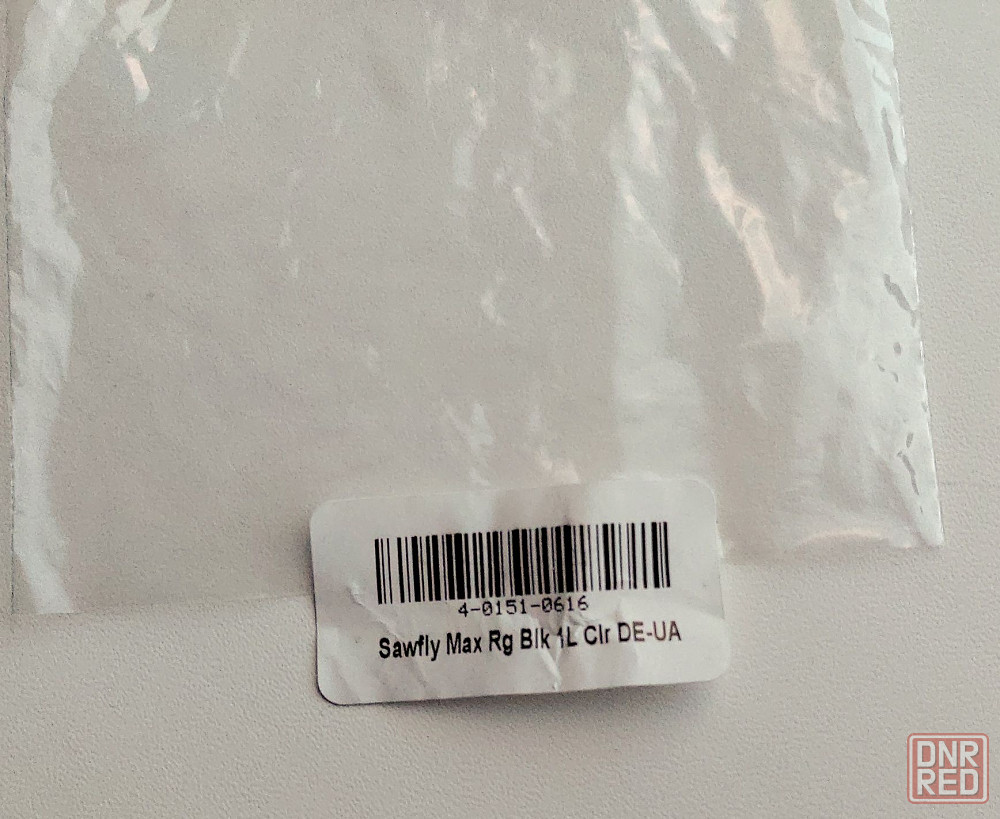 4-0151-0616
Sawfly Max Rg Blk 1L Clr DE-UA
DNR
RED